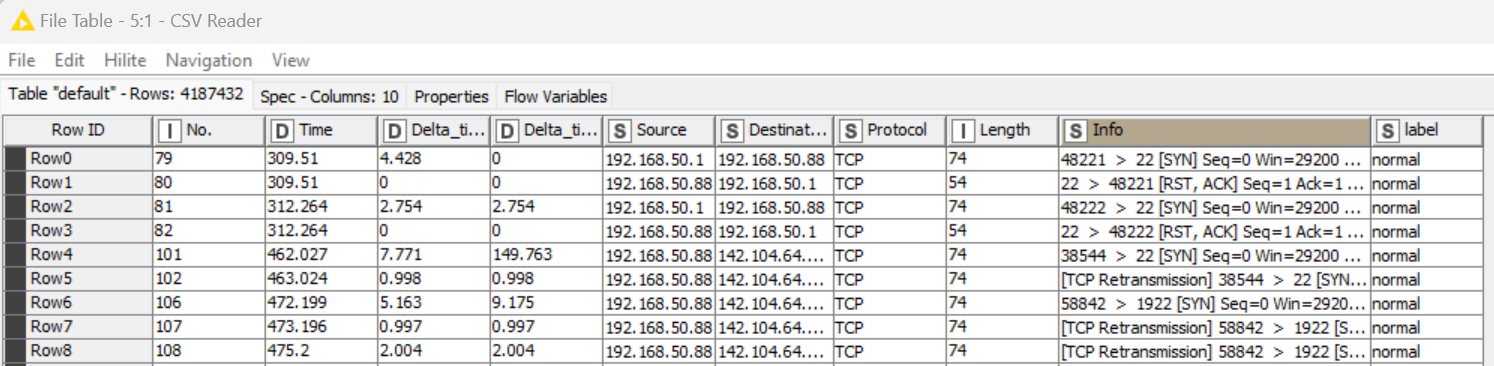 File Table - 5:1 - CSV Reader
File Edit Hilite Navigation View
Table "default" - Rows: 4187432 Spec - Columns: 10 Properties Flow Variables
Row ID I No. D Time D Delta_ti... D Delta_ti... S Source S Destinat... S Protocol I Length S Info S label
Row0 79 309.51 4.428 0 192.168.50.1 192.168.50.88 TCP 74 48221 > 22 [SYN] Seq=0 Win=29200 ... normal
Row1 80 309.51 0 0 192.168.50.88 192.168.50.1 TCP 54 22 > 48221 [RST, ACK] Seq=1 Ack=1 ... normal
Row2 81 312.264 2.754 2.754 192.168.50.1 192.168.50.88 TCP 74 48222 > 22 [SYN] Seq=0 Win=29200 ... normal
Row3 82 312.264 0 0 192.168.50.88 192.168.50.1 TCP 54 22 > 48222 [RST, ACK] Seq=1 Ack=1 ... normal
Row4 101 462.027 7.771 149.763 192.168.50.88 142.104.64.... TCP 74 38544 > 22 [SYN] Seq=0 Win=29200 ... normal
Row5 102 463.024 0.998 0.998 192.168.50.88 142.104.64.... TCP 74 [TCP Retransmission] 38544 > 22 [SYN... normal
Row6 106 472.199 5.163 9.175 192.168.50.88 142.104.64.... TCP 74 58842 > 1922 [SYN] Seq=0 Win=2920... normal
Row7 107 473.196 0.997 0.997 192.168.50.88 142.104.64.... TCP 74 [TCP Retransmission] 58842 > 1922 [S... normal
Row8 108 475.2 2.004 2.004 192.168.50.88 142.104.64.... TCP 74 [TCP Retransmission] 58842 > 1922 [S... normal